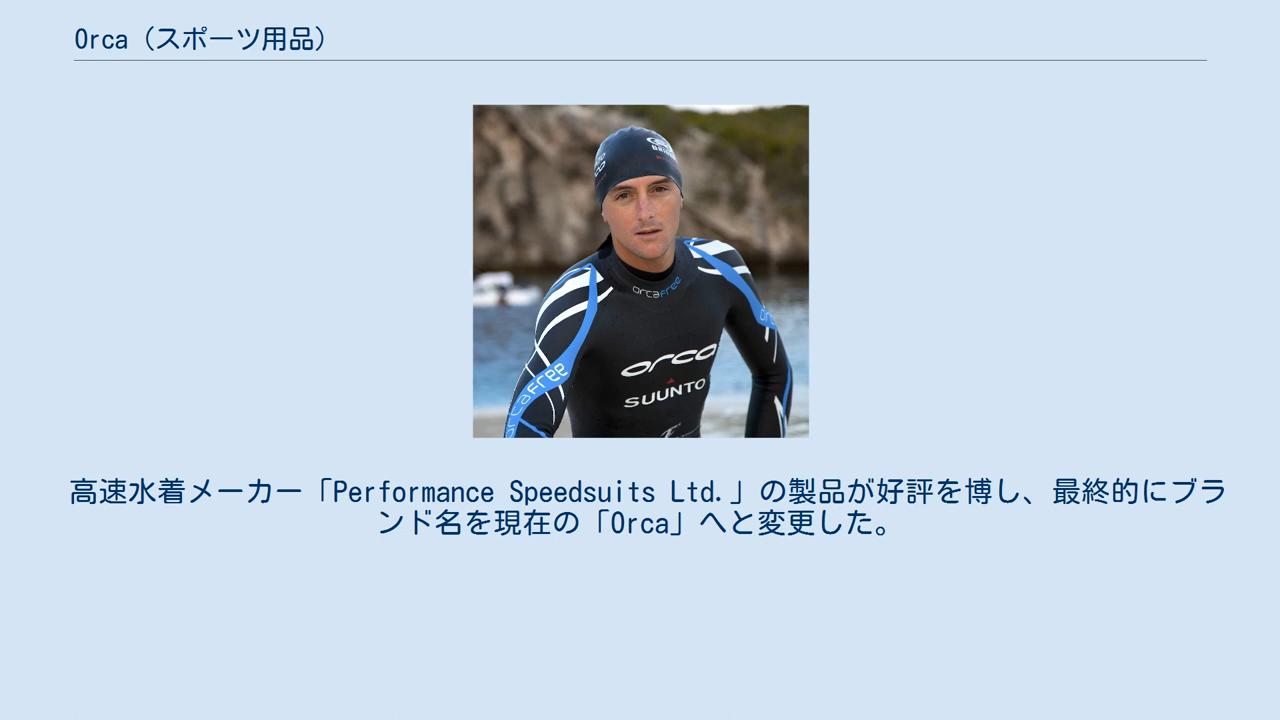 Orca（スポーツ用品）
BRI
orcafree
orca
SUUNTO
orcafree
高速水着メーカー「Performance Speedsuits Ltd.」の製品が好評を博し、最終的にブラ
ンド名を現在の「Orca」へと変更した。